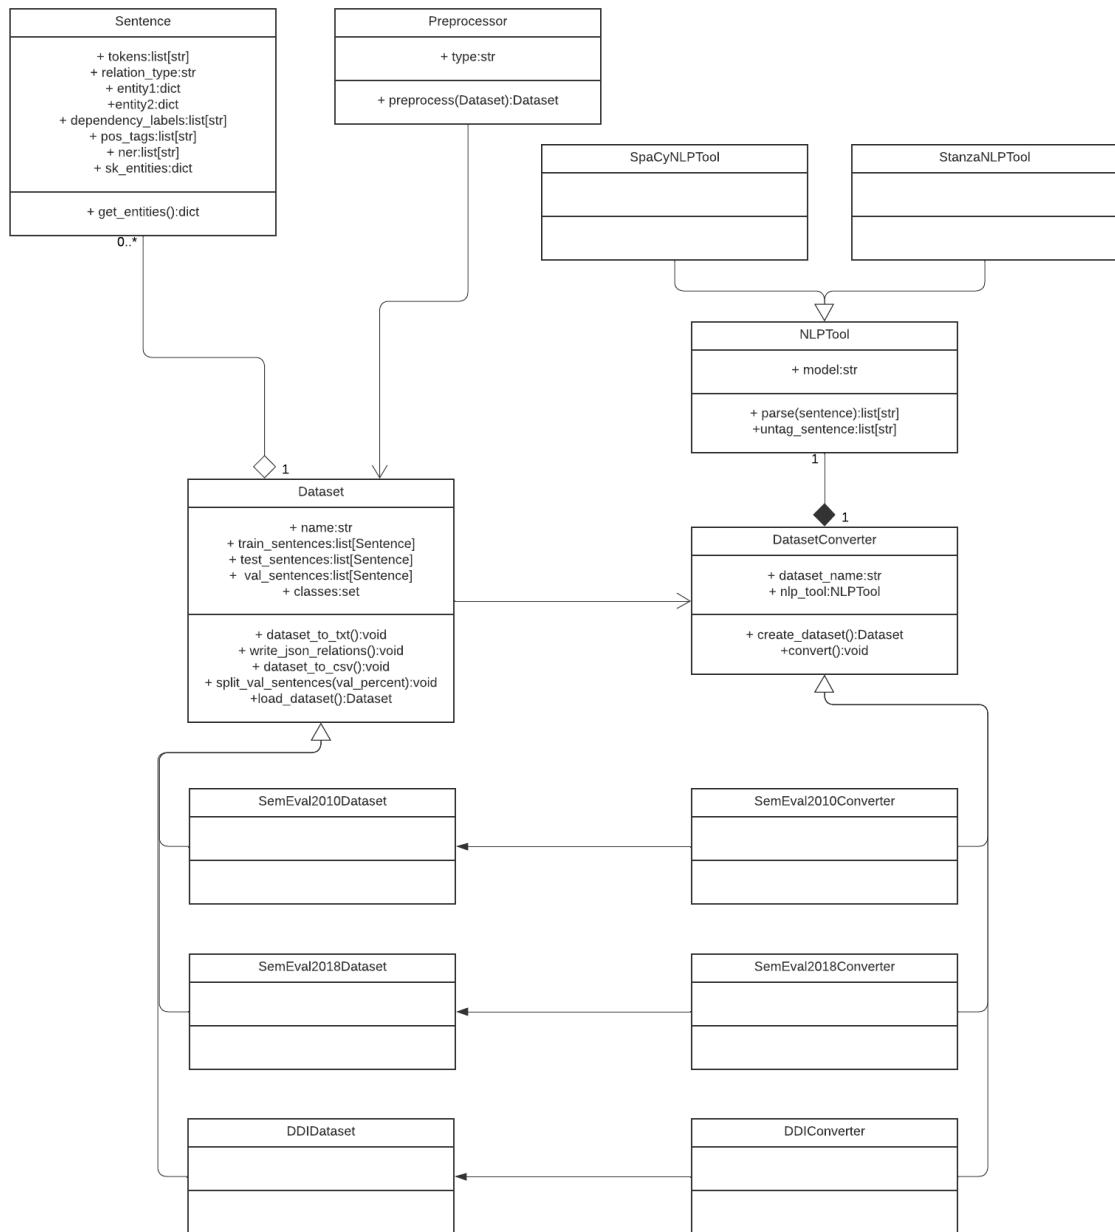 Sentence
+ tokens:list[str]
+ relation_type:str
+ entity1:dict
+entity2:dict
+ dependency_labels:list[str]
+ pos_tags:list[str]
+ ner:list[str]
+ sk_entities:dict
+ get_entities():dict
0..*
Preprocessor
+ type:str
+ preprocess(Dataset):Dataset
SpaCyNLPTool
StanzaNLPTool
NLPTool
+ model:str
+ parse(sentence):list[str]
+untag_sentence:list[str]
1
1
1
Dataset
+ name:str
+ train_sentences:list[Sentence]
+ test_sentences:list[Sentence]
+  val_sentences:list[Sentence]
+ classes:set
+ dataset_to_txt():void
+ write_json_relations():void
+ dataset_to_csv():void
+ split_val_sentences(val_percent):void
+load_dataset():Dataset
DatasetConverter
+ dataset_name:str
+ nlp_tool:NLPTool
+ create_dataset():Dataset
+convert():void
SemEval2010Dataset
SemEval2010Converter
SemEval2018Dataset
SemEval2018Converter
DDIDataset
DDIConverter